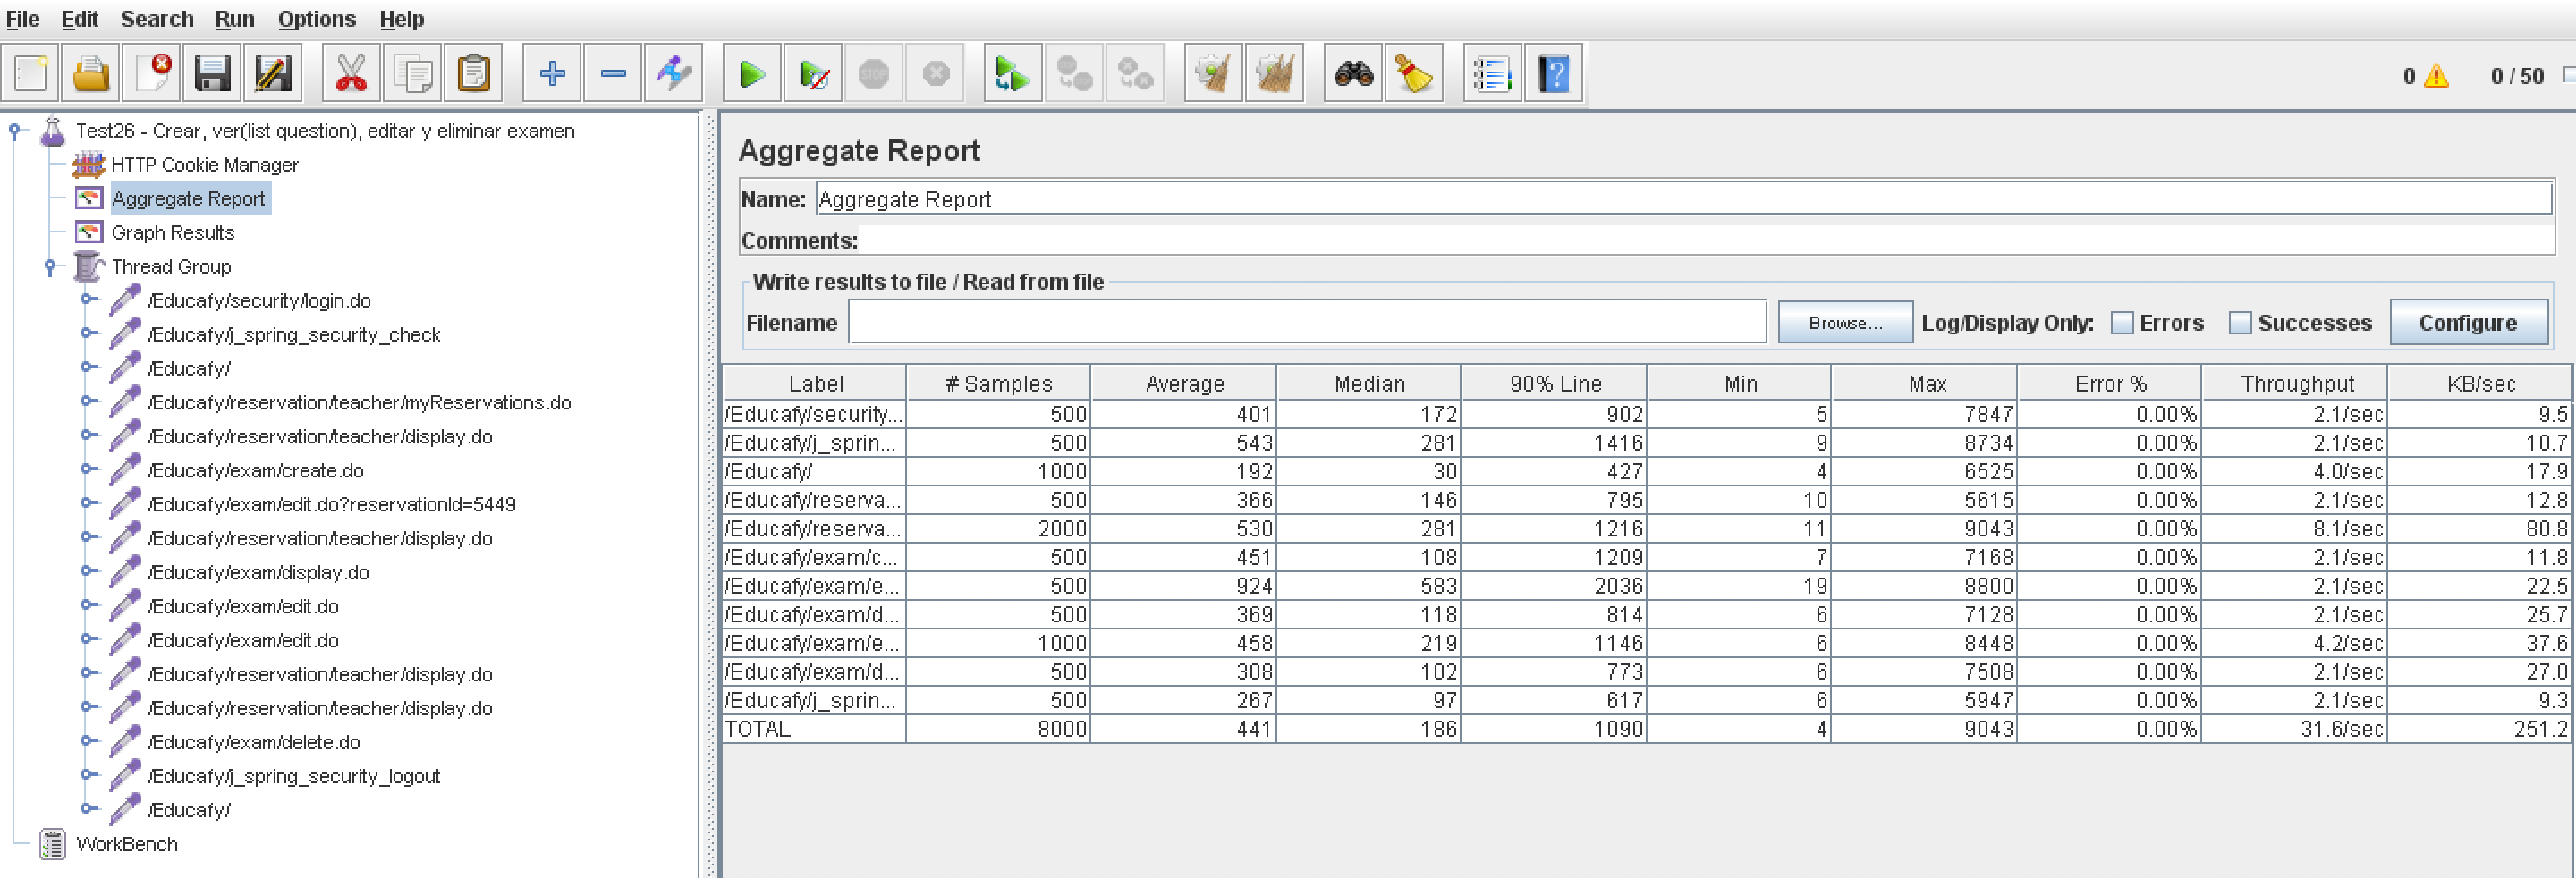 File Edit Search Run Options Help
STOP
0 0 / 50
Test26 - Crear, ver(list question), editar y eliminar examen
HTTP Cookie Manager
Aggregate Report
Graph Results
Thread Group
/Educafy/security/login.do
/Educafy/j_spring_security_check
/Educafy/
/Educafy/reservation/teacher/myReservations.do
/Educafy/reservation/teacher/display.do
/Educafy/exam/create.do
/Educafy/exam/edit.do?reservationId=5449
/Educafy/reservation/teacher/display.do
/Educafy/exam/display.do
/Educafy/exam/edit.do
/Educafy/exam/edit.do
/Educafy/reservation/teacher/display.do
/Educafy/reservation/teacher/display.do
/Educafy/exam/delete.do
/Educafy/j_spring_security_logout
/Educafy/
WorkBench
Aggregate Report
Name: Aggregate Report
Comments:
Write results to file / Read from file
Filename Browse... Log/Display Only: Errors Successes Configure
Label # Samples Average Median 90% Line Min Max Error % Throughput KB/sec
/Educafy/security... 500 401 172 902 5 7847 0.00% 2.1/sec 9.5
/Educafy/j_sprin... 500 543 281 1416 9 8734 0.00% 2.1/sec 10.7
/Educafy/ 1000 192 30 427 4 6525 0.00% 4.0/sec 17.9
/Educafy/reserva... 500 366 146 795 10 5615 0.00% 2.1/sec 12.8
/Educafy/reserva... 2000 530 281 1216 11 9043 0.00% 8.1/sec 80.8
/Educafy/exam/c... 500 451 108 1209 7 7168 0.00% 2.1/sec 11.8
/Educafy/exam/e... 500 924 583 2036 19 8800 0.00% 2.1/sec 22.5
/Educafy/exam/d... 500 369 118 814 6 7128 0.00% 2.1/sec 25.7
/Educafy/exam/e... 1000 458 219 1146 6 8448 0.00% 4.2/sec 37.6
/Educafy/exam/d... 500 308 102 773 6 7508 0.00% 2.1/sec 27.0
/Educafy/j_sprin... 500 267 97 617 6 5947 0.00% 2.1/sec 9.3
TOTAL 8000 441 186 1090 4 9043 0.00% 31.6/sec 251.2